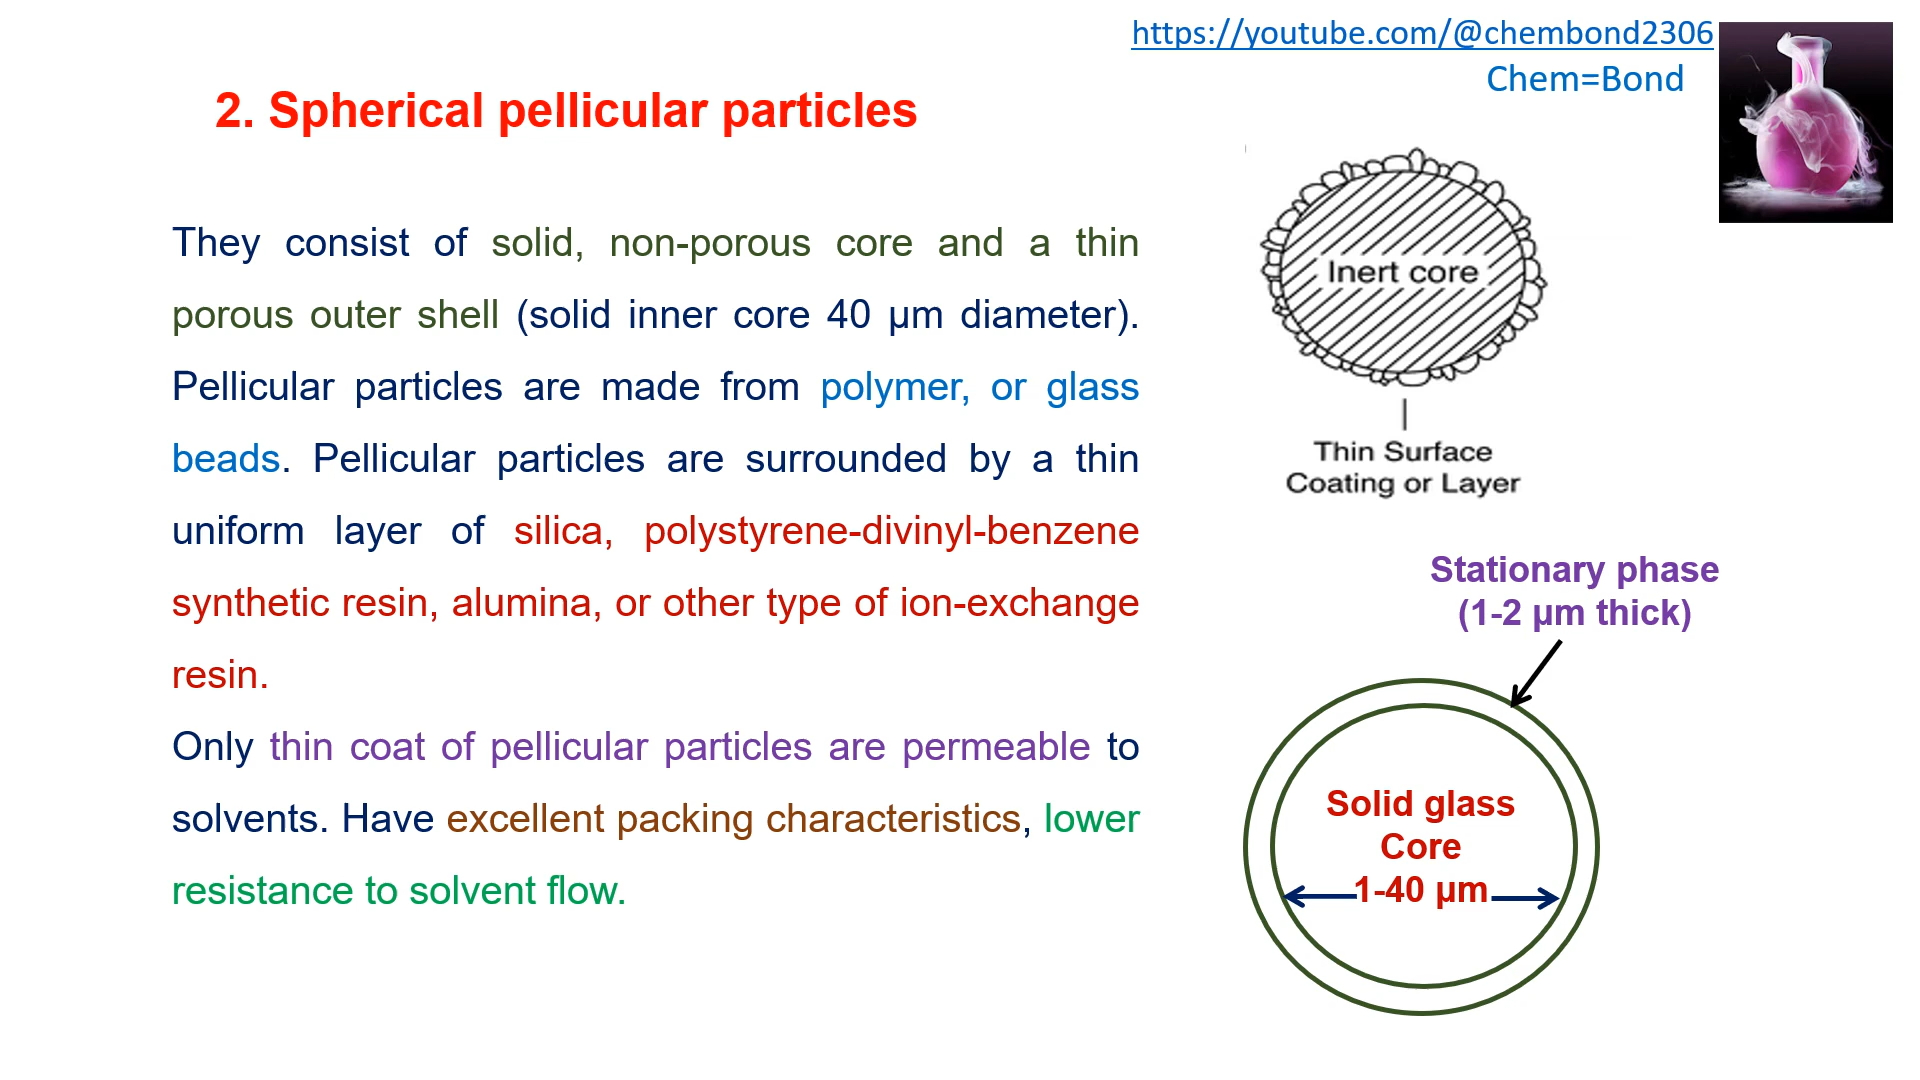 https://youtube.com/@chembond2306
Chem=Bond
2. Spherical pellicular particles
They consist of solid, non-porous core and a thin
porous outer shell (solid inner core 40 µm diameter).
Pellicular particles are made from polymer, or glass
beads. Pellicular particles are surrounded by a thin
uniform layer of silica, polystyrene-divinyl-benzene
synthetic resin, alumina, or other type of ion-exchange
resin.
Only thin coat of pellicular particles are permeable to
solvents. Have excellent packing characteristics, lower
resistance to solvent flow.
Inert core
Thin Surface
Coating or Layer
Stationary phase
(1-2 µm thick)
Solid glass
Core
1-40 µm